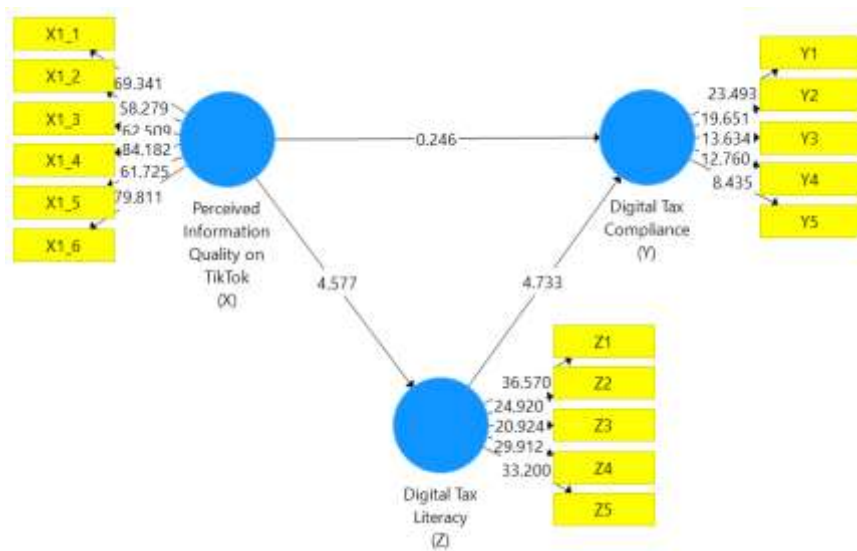 X1_1
X1_2
X1_3
X1_4
X1_5
X1_6
69.341
58.279
62.509
84.182
61.725
79.811
Perceived
Information
Quality on
TikTok
(X)
0.246
4.577
4.733
Digital Tax
Compliance
(Y)
23.493
19.651
13.634
12.760
8.435
Y1
Y2
Y3
Y4
Y5
Digital Tax
Literacy
(Z)
36.570
24.920
20.924
29.912
33.200
Z1
Z2
Z3
Z4
Z5